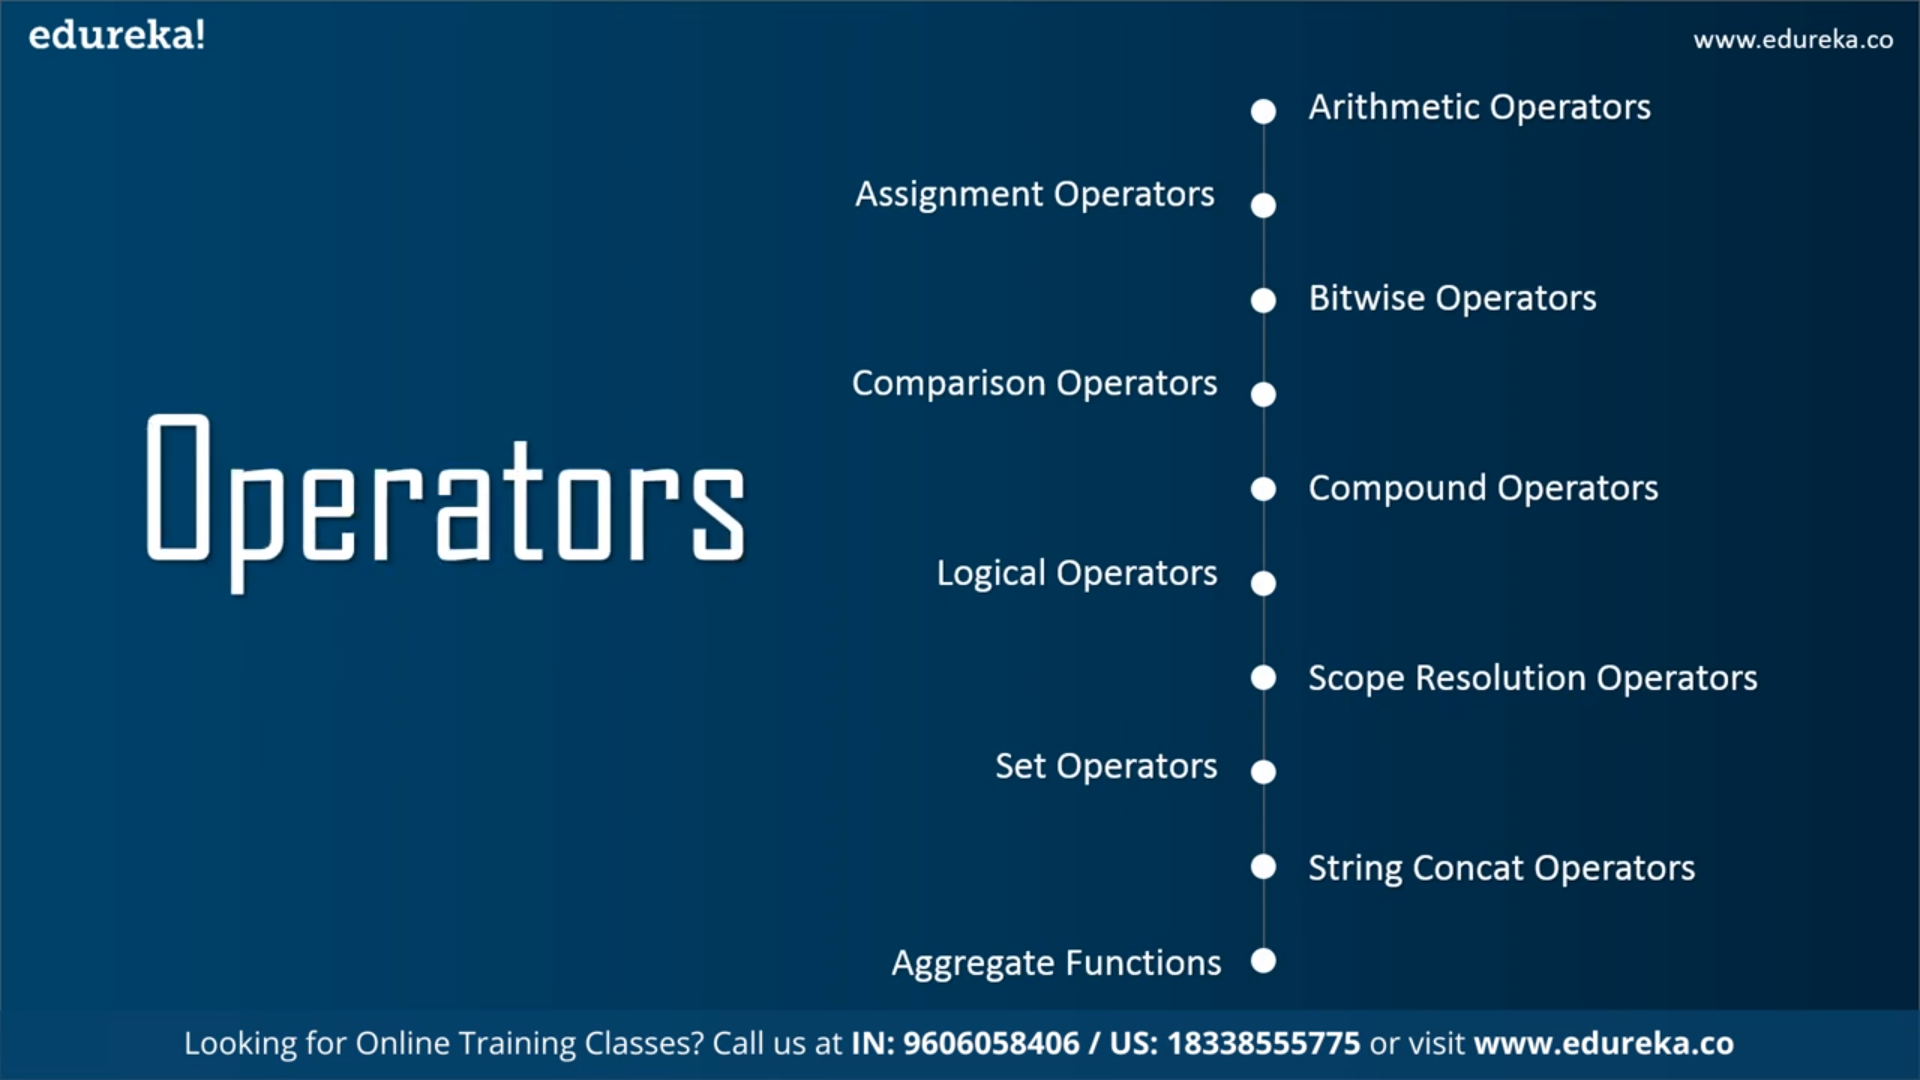 edureka!
www.edureka.co
Arithmetic Operators
Assignment Operators
Bitwise Operators
Comparison Operators
Operators
Compound Operators
Logical Operators
Scope Resolution Operators
Set Operators
String Concat Operators
Aggregate Functions
Looking for Online Training Classes? Call us at IN: 9606058406 / US: 18338555775 or visit www.edureka.co